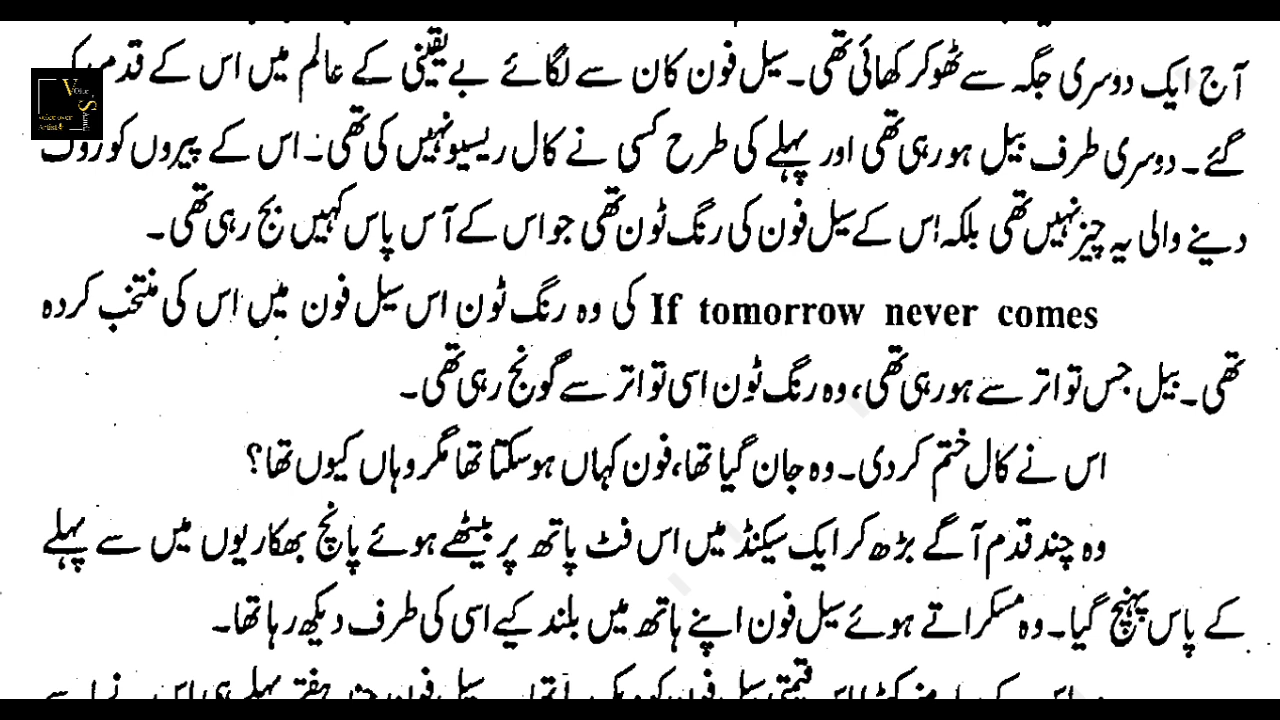 آج ایک دوسری جگہ سے ٹھوکر کھائی تھی۔ سیل فون کان سے لگائے بے یقینی کے عالم میں اس کے قدم
گئے۔ دوسری طرف بیل ہو رہی تھی اور پہلے کی طرح کسی نے کال ریسیو نہیں کی تھی۔ اس کے پیروں کو روک
دینے والی یہ چیز نہیں تھی بلکہ اس کے سیل فون کی رنگ ٹون تھی جو اس کے آس پاس کہیں بج رہی تھی۔
If tomorrow never comes کی وہ رنگ ٹون اس سیل فون میں اس کی منتخب کردہ
تھی۔ بیل جس تواتر سے ہو رہی تھی، وہ رنگ ٹون اسی تواتر سے گونج رہی تھی۔
اس نے کال ختم کر دی۔ وہ جان گیا تھا، فون کہاں ہو سکتا تھا مگر وہاں کیوں تھا؟
وہ چند قدم آگے بڑھ کر ایک سیکنڈ میں اس فٹ پاتھ پر بیٹھے ہوئے پانچ بھکاریوں میں سے پہلے
کے پاس پہنچ گیا۔ وہ مسکراتے ہوئے سیل فون اپنے ہاتھ میں بلند کیے اسی کی طرف دیکھ رہا تھا۔
voice over
Artist